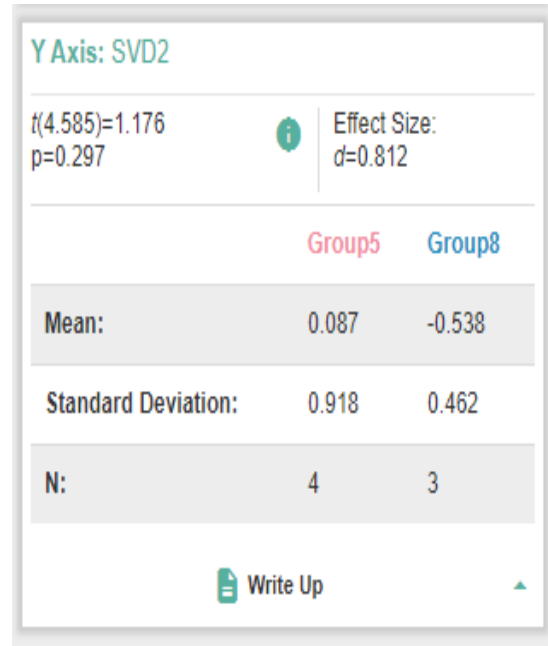 Y Axis: SVD2
t(4.585)=1.176
p=0.297
i
Effect Size:
d=0.812
Group5 Group8
Mean: 0.087 -0.538
Standard Deviation: 0.918 0.462
N: 4 3
Write Up